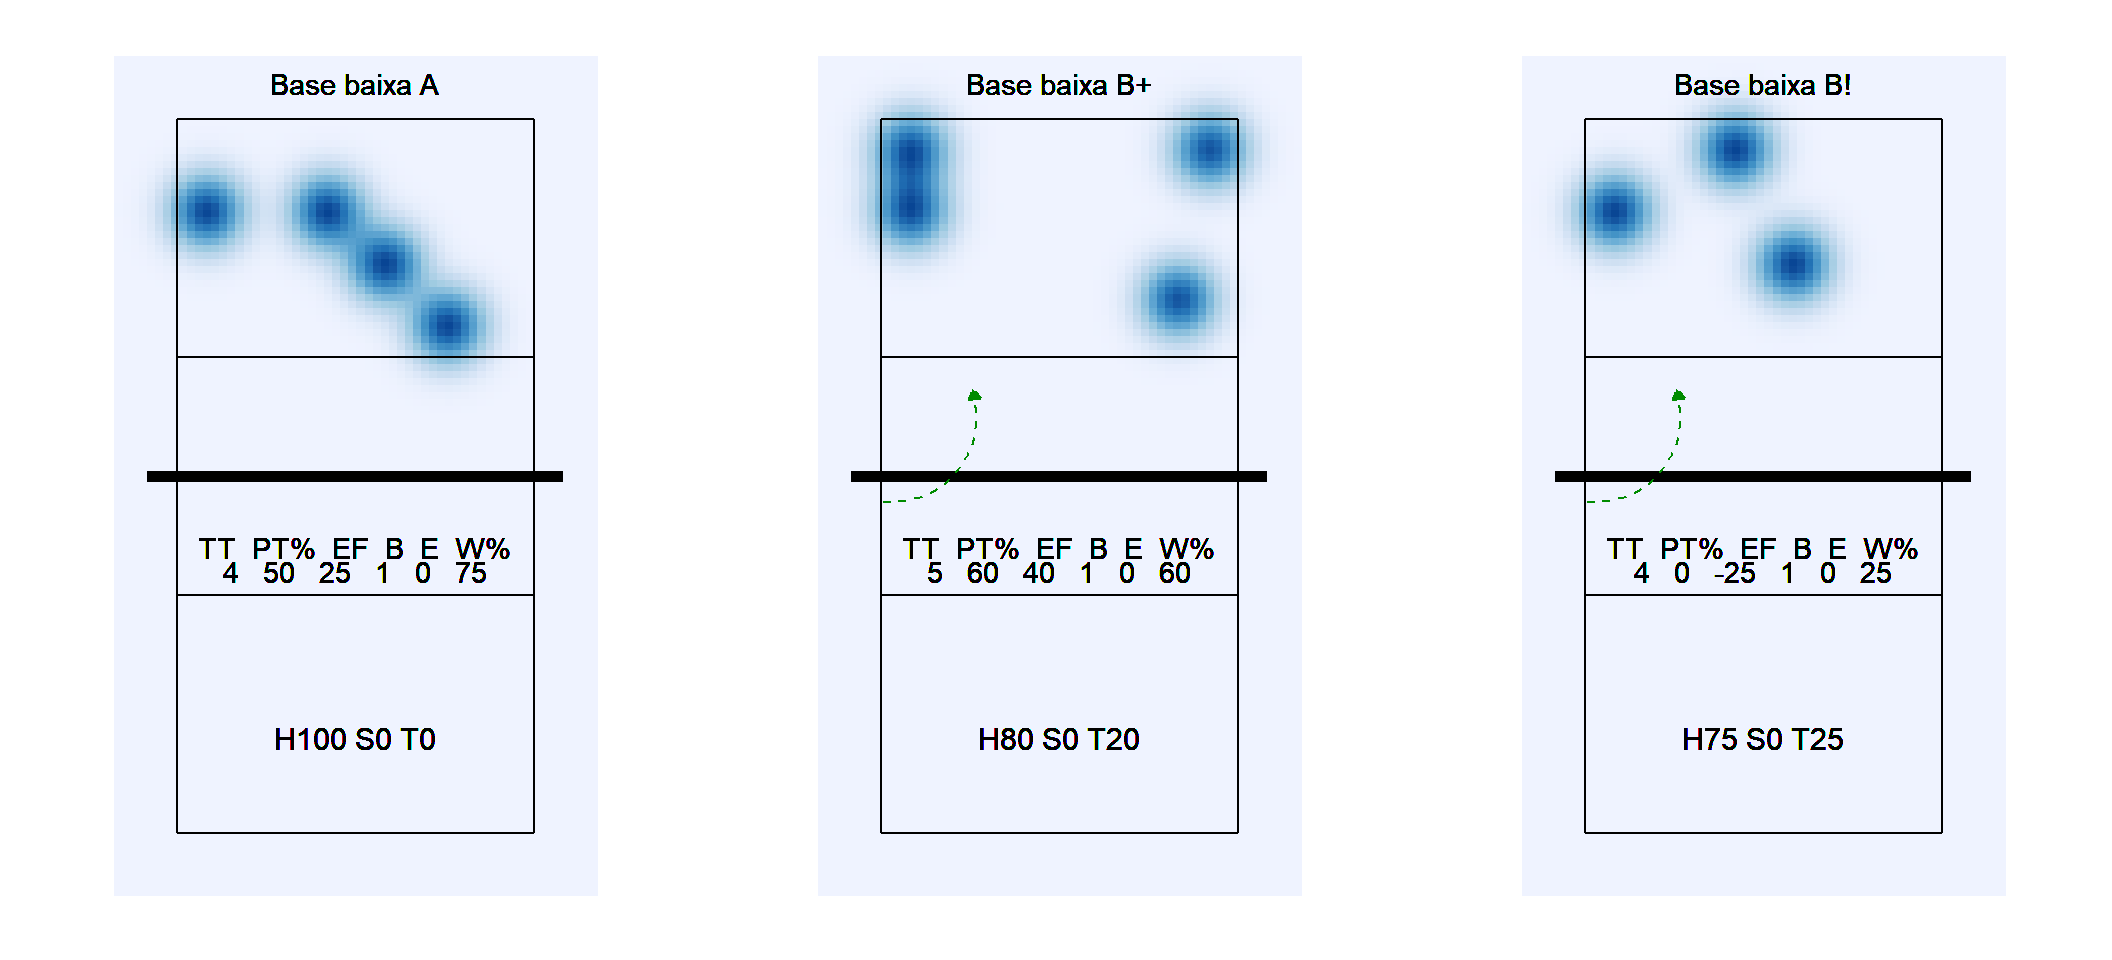 Base baixa A
TT PT% EF B E W%
4 50 25 1 0 75
H100 S0 T0
Base baixa B+
TT PT% EF B E W%
5 60 40 1 0 60
H80 S0 T20
Base baixa B!
TT PT% EF B E W%
4 0 -25 1 0 25
H75 S0 T25